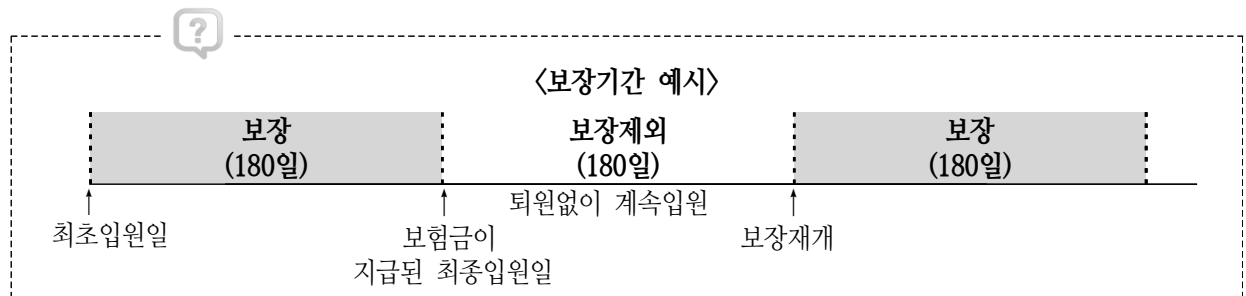 ?
〈보장기간 예시〉
보장 보장제외 보장
(180일) (180일) (180일)
퇴원없이 계속입원
최초입원일 보험금이 보장재개
지급된 최종입원일